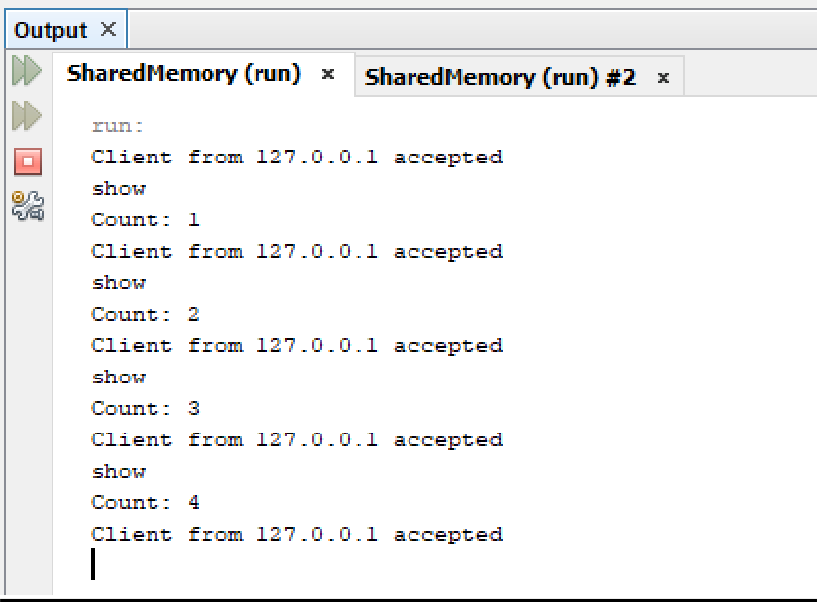 Output ×
SharedMemory (run) × SharedMemory (run) #2 ×
run:
Client from 127.0.0.1 accepted
show
Count: 1
Client from 127.0.0.1 accepted
show
Count: 2
Client from 127.0.0.1 accepted
show
Count: 3
Client from 127.0.0.1 accepted
show
Count: 4
Client from 127.0.0.1 accepted